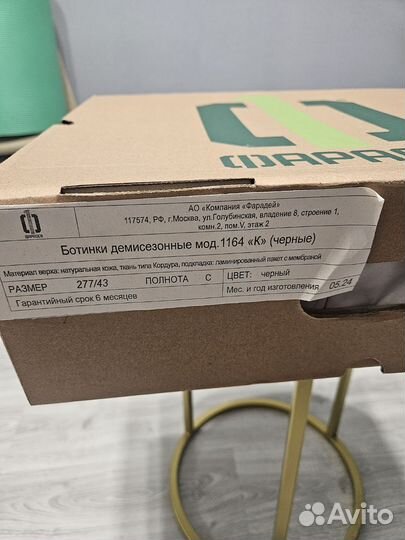 ФАРАДЕЙ
ФАРАДЕЙ
АО «Компания «Фарадей»
117574, РФ, г.Москва, ул.Голубинская, владение 8, строение 1,
комн.2, пом.V, этаж 2
Ботинки демисезонные мод.1164 «К» (черные)
Материал верха: натуральная кожа, ткань типа Кордура, подкладка: ламинированный пакет с мембраной
РАЗМЕР 277/43 ПОЛНОТА С ЦВЕТ: черный
Гарантийный срок 6 месяцев Мес. и год изготовления 05.24
Avito